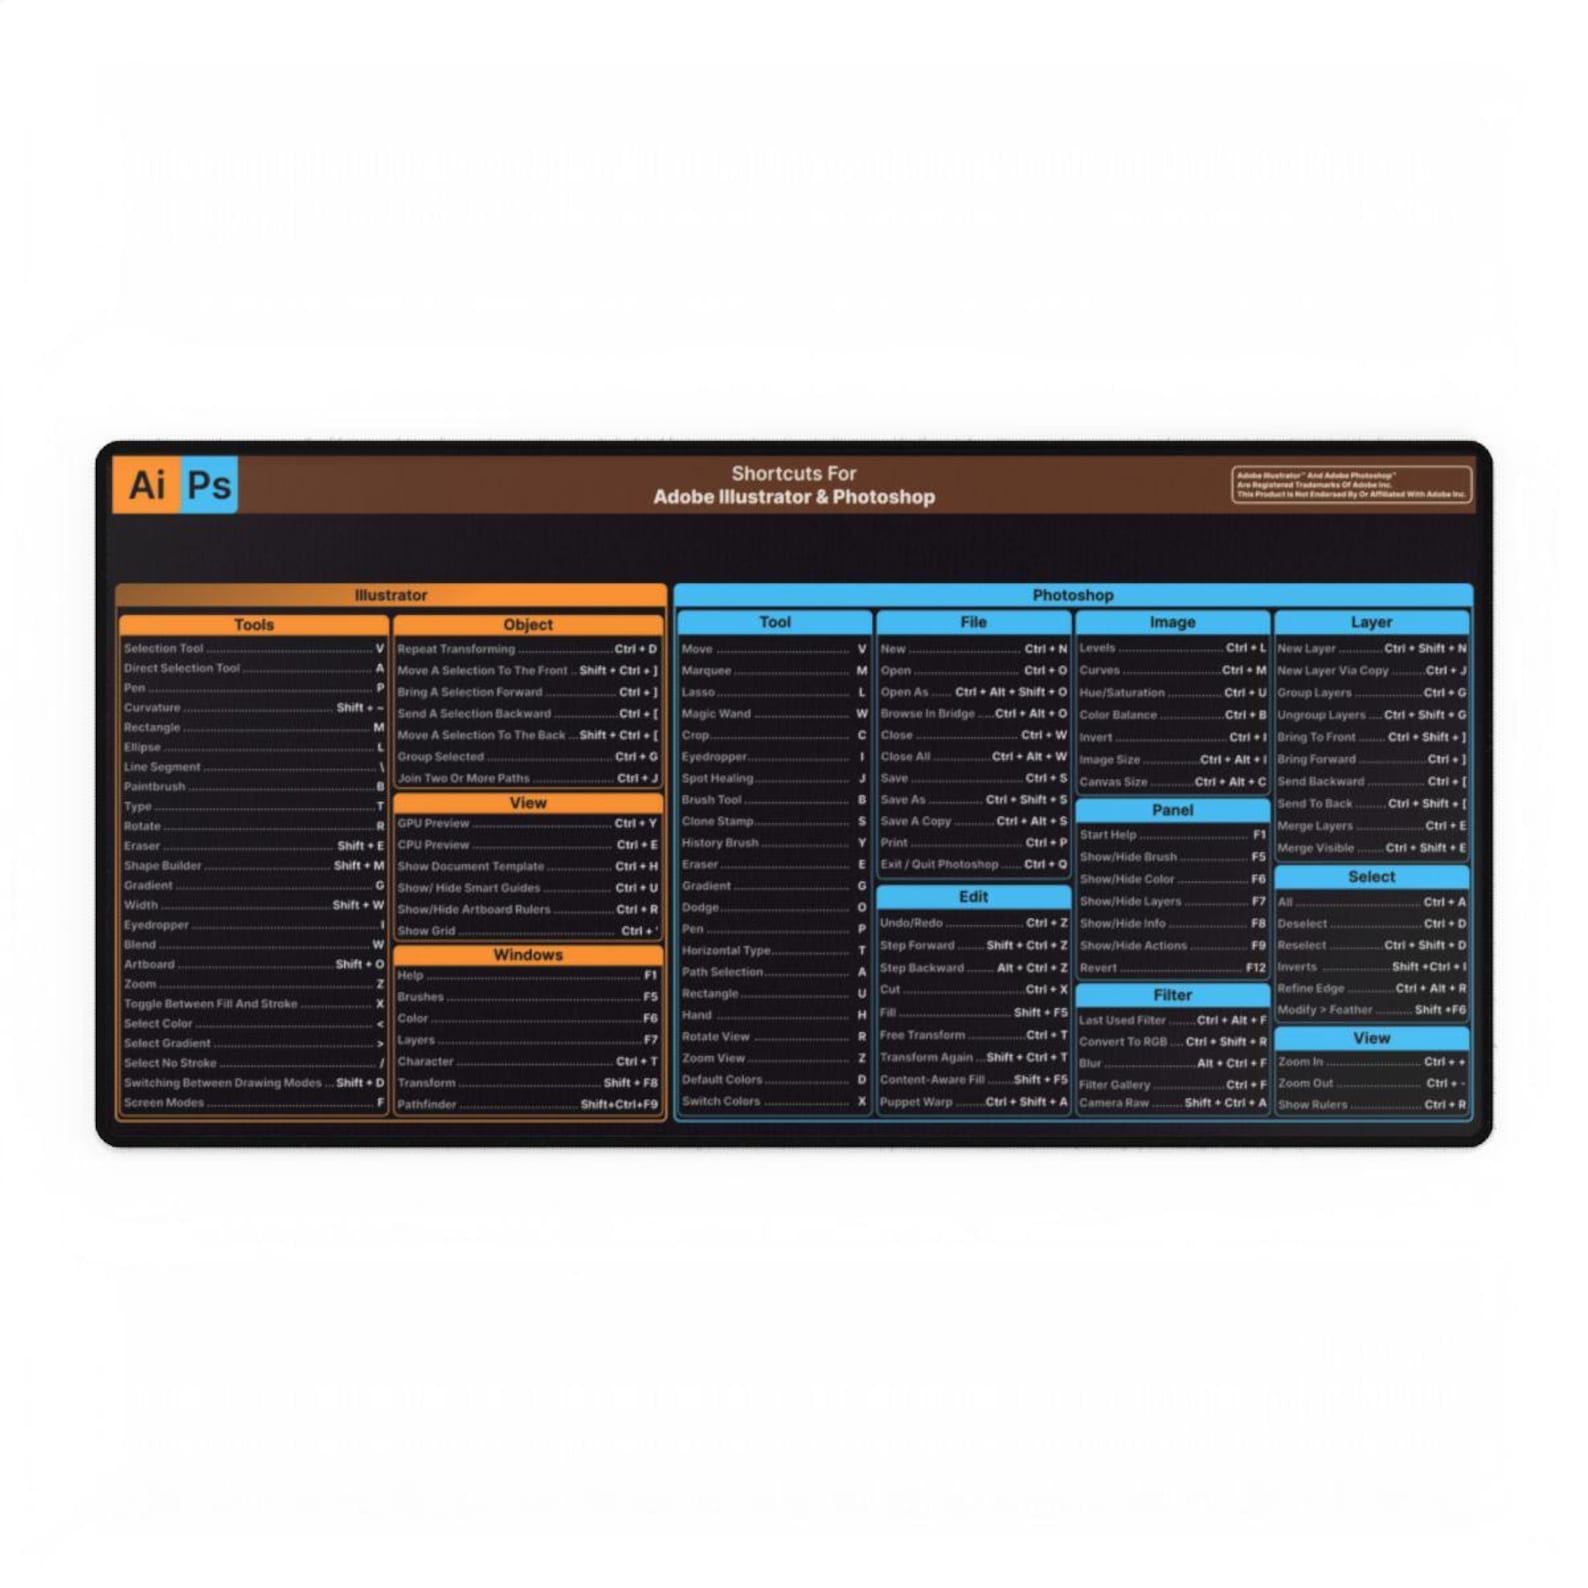 Ai Ps
Shortcuts For
Adobe Illustrator & Photoshop
Adobe Illustrator™ And Adobe Photoshop™
Are Registered Trademarks Of Adobe Inc.
This Product Is Not Endorsed By Or Affiliated With Adobe Inc.
Illustrator
Tools
Selection Tool V
Direct Selection Tool A
Pen P
Curvature Shift + ~
Rectangle M
Ellipse L
Line Segment \
Paintbrush B
Type T
Rotate R
Eraser Shift + E
Shape Builder Shift + M
Gradient G
Width Shift + W
Eyedropper I
Blend W
Artboard Shift + O
Zoom Z
Toggle Between Fill And Stroke X
Select Color <
Select Gradient >
Select No Stroke /
Switching Between Drawing Modes Shift + D
Screen Modes F
Object
Repeat Transforming Ctrl + D
Move A Selection To The Front Shift + Ctrl + ]
Bring A Selection Forward Ctrl + ]
Send A Selection Backward Ctrl + [
Move A Selection To The Back Shift + Ctrl + [
Group Selected Ctrl + G
Join Two Or More Paths Ctrl + J
View
GPU Preview Ctrl + Y
CPU Preview Ctrl + E
Show Document Template Ctrl + H
Show/ Hide Smart Guides Ctrl + U
Show/Hide Artboard Rulers Ctrl + R
Show Grid Ctrl + '
Windows
Help F1
Brushes F5
Color F6
Layers F7
Character Ctrl + T
Transform Shift + F8
Pathfinder Shift+Ctrl+F9
Photoshop
Tool
Move V
Marquee M
Lasso L
Magic Wand W
Crop C
Eyedropper I
Spot Healing J
Brush Tool B
Clone Stamp S
History Brush Y
Eraser E
Gradient G
Dodge O
Pen P
Horizontal Type T
Path Selection A
Rectangle U
Hand H
Rotate View R
Zoom View Z
Default Colors D
Switch Colors X
File
New Ctrl + N
Open Ctrl + O
Open As Ctrl + Alt + Shift + O
Browse In Bridge Ctrl + Alt + O
Close Ctrl + W
Close All Ctrl + Alt + W
Save Ctrl + S
Save As Ctrl + Shift + S
Save A Copy Ctrl + Alt + S
Print Ctrl + P
Exit / Quit Photoshop Ctrl + Q
Edit
Undo/Redo Ctrl + Z
Step Forward Shift + Ctrl + Z
Step Backward Alt + Ctrl + Z
Cut Ctrl + X
Fill Shift + F5
Free Transform Ctrl + T
Transform Again Shift + Ctrl + T
Content-Aware Fill Shift + F5
Puppet Warp Ctrl + Shift + A
Image
Levels Ctrl + L
Curves Ctrl + M
Hue/Saturation Ctrl + U
Color Balance Ctrl + B
Invert Ctrl + I
Image Size Ctrl + Alt + I
Canvas Size Ctrl + Alt + C
Panel
Start Help F1
Show/Hide Brush F5
Show/Hide Color F6
Show/Hide Layers F7
Show/Hide Info F8
Show/Hide Actions F9
Revert F12
Filter
Last Used Filter Ctrl + Alt + F
Convert To RGB Ctrl + Shift + R
Blur Alt + Ctrl + F
Filter Gallery Ctrl + F
Camera Raw Shift + Ctrl + A
Layer
New Layer Ctrl + Shift + N
New Layer Via Copy Ctrl + J
Group Layers Ctrl + G
Ungroup Layers Ctrl + Shift + G
Bring To Front Ctrl + Shift + ]
Bring Forward Ctrl + ]
Send Backward Ctrl + [
Send To Back Ctrl + Shift + [
Merge Layers Ctrl + E
Merge Visible Ctrl + Shift + E
Select
All Ctrl + A
Deselect Ctrl + D
Reselect Ctrl + Shift + D
Inverts Shift +Ctrl + I
Refine Edge Ctrl + Alt + R
Modify > Feather Shift +F6
View
Zoom In Ctrl + +
Zoom Out Ctrl + -
Show Rulers Ctrl + R